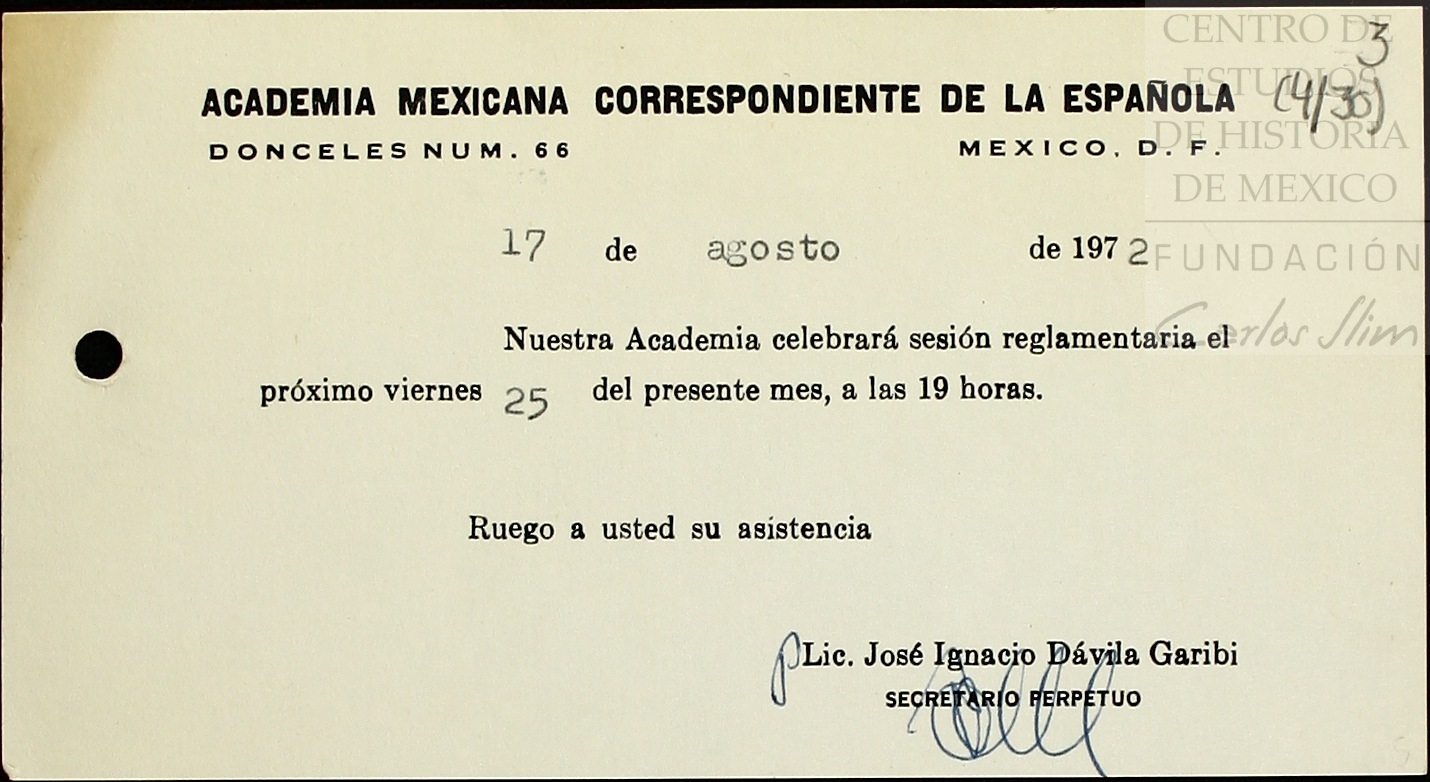 CENTRO DE
ESTUDIOS
DE HISTORIA
DE MEXICO
FUNDACIÓN
Carlos Slim
3
(4/36)
ACADEMIA MEXICANA CORRESPONDIENTE DE LA ESPAÑOLA
DONCELES NUM. 66 MEXICO, D. F.
17 de agosto de 1972
Nuestra Academia celebrará sesión reglamentaria el
próximo viernes 25 del presente mes, a las 19 horas.
Ruego a usted su asistencia
p Lic. José Ignacio Dávila Garibi
SECRETARIO PERPETUO